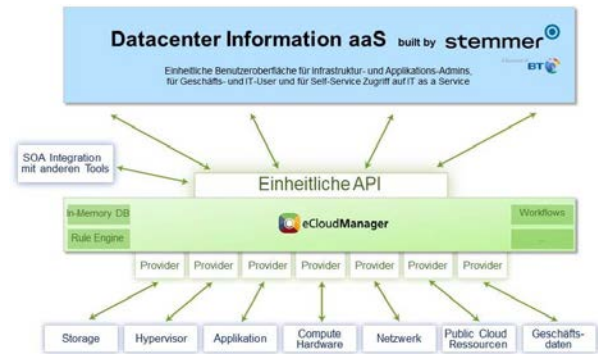 Datacenter Information aaS built by stemmer
BT
Einheitliche Benutzeroberfläche für Infrastruktur- und Applikations-Admins,
für Geschäfts- und IT-User und für Self-Service Zugriff auf IT as a Service
SOA Integration
mit anderen Tools
Einheitliche API
In-Memory DB
Rule Engine
eCloudManager
Workflows
...
Provider Provider Provider Provider Provider Provider Provider
Storage
Hypervisor
Applikation
Compute
Hardware
Netzwerk
Public Cloud
Ressourcen
Geschäfts-
daten